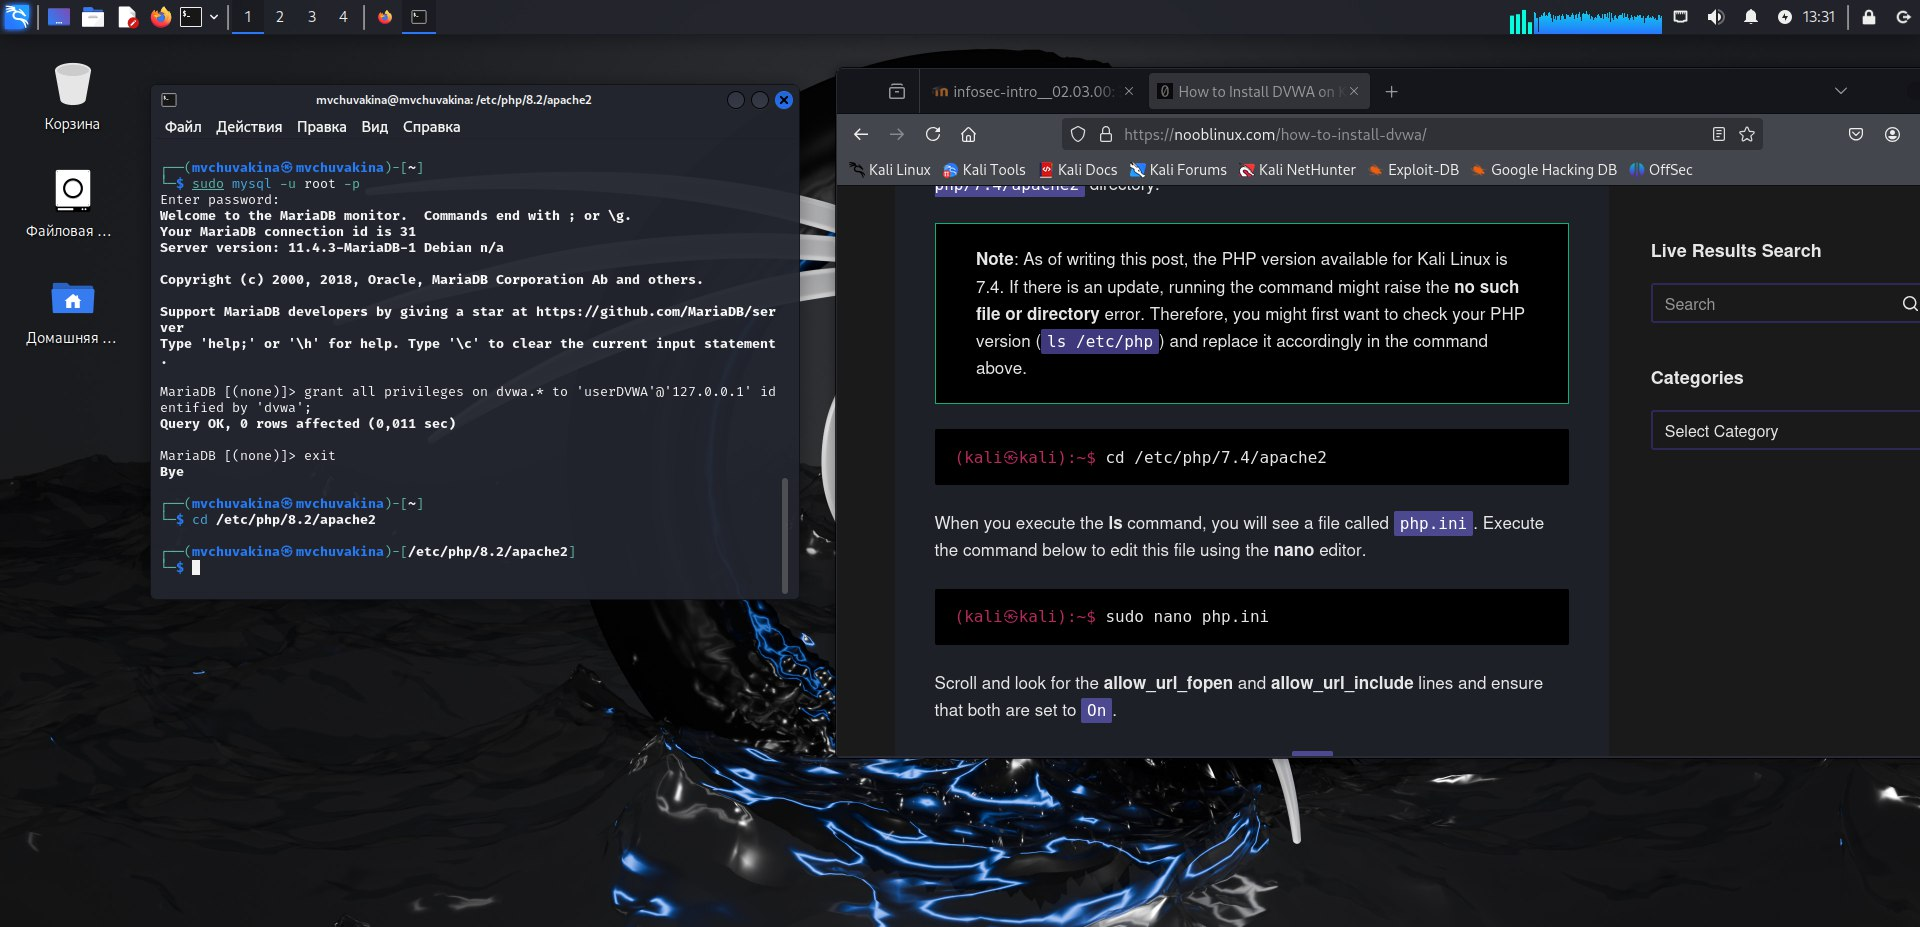 1 2 3 4
13:31
Корзина
Файловая ...
Домашняя ...
mvchuvakina@mvchuvakina: /etc/php/8.2/apache2
Файл Действия Правка Вид Справка
┌──(mvchuvakina㉿mvchuvakina)-[~]
└─$ sudo mysql -u root -p
Enter password:
Welcome to the MariaDB monitor.  Commands end with ; or \g.
Your MariaDB connection id is 31
Server version: 11.4.3-MariaDB-1 Debian n/a
Copyright (c) 2000, 2018, Oracle, MariaDB Corporation Ab and others.
Support MariaDB developers by giving a star at https://github.com/MariaDB/ser
ver
Type 'help;' or '\h' for help. Type '\c' to clear the current input statement
.
MariaDB [(none)]> grant all privileges on dvwa.* to 'userDVWA'@'127.0.0.1' id
entified by 'dvwa';
Query OK, 0 rows affected (0,011 sec)
MariaDB [(none)]> exit
Bye
┌──(mvchuvakina㉿mvchuvakina)-[~]
└─$ cd /etc/php/8.2/apache2
┌──(mvchuvakina㉿mvchuvakina)-[/etc/php/8.2/apache2]
└─$
infosec-intro__02.03.00:
How to Install DVWA on
https://nooblinux.com/how-to-install-dvwa/
Kali Linux Kali Tools Kali Docs Kali Forums Kali NetHunter Exploit-DB Google Hacking DB OffSec
php/7.4/apache2 directory.
Note: As of writing this post, the PHP version available for Kali Linux is
7.4. If there is an update, running the command might raise the no such
file or directory error. Therefore, you might first want to check your PHP
version ( ls /etc/php ) and replace it accordingly in the command
above.
(kali㉿kali):~$ cd /etc/php/7.4/apache2
When you execute the ls command, you will see a file called php.ini . Execute
the command below to edit this file using the nano editor.
(kali㉿kali):~$ sudo nano php.ini
Scroll and look for the allow_url_fopen and allow_url_include lines and ensure
that both are set to On .
Live Results Search
Search
Categories
Select Category